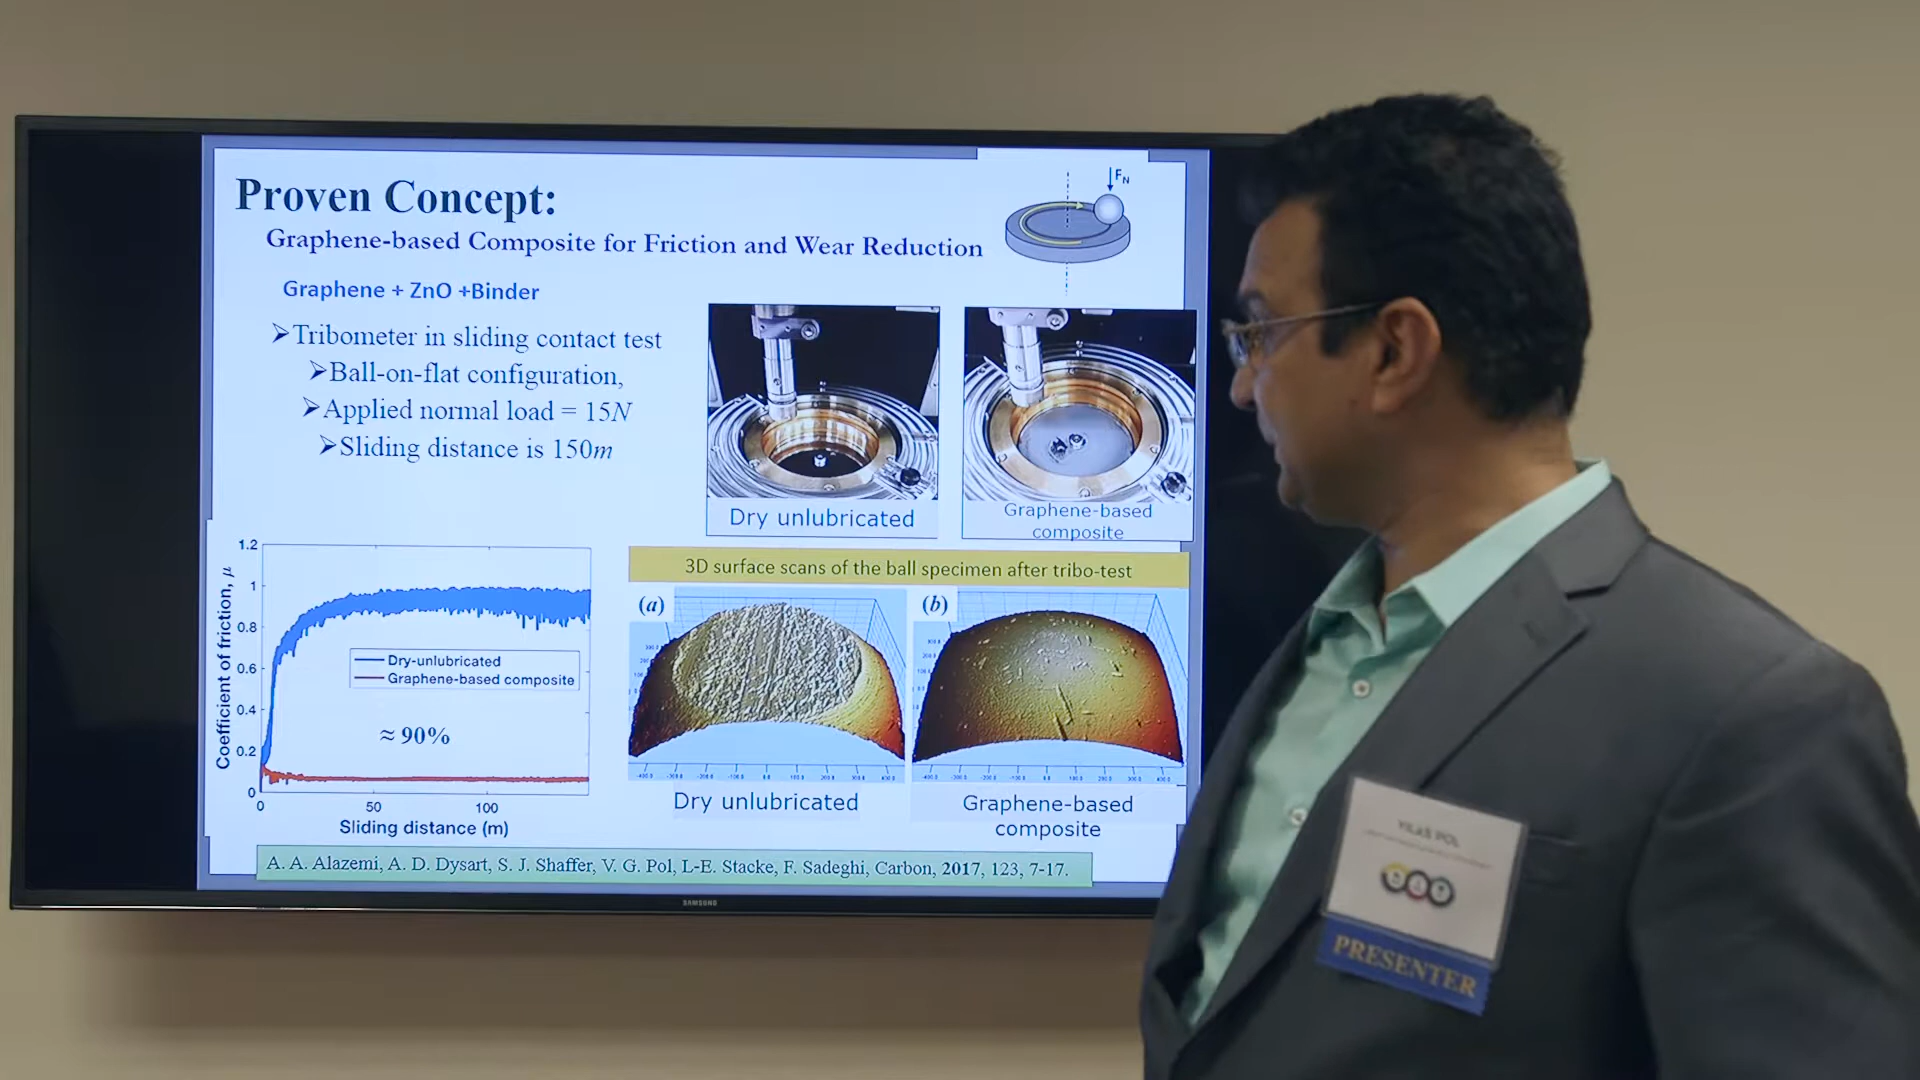 Proven Concept:
Graphene-based Composite for Friction and Wear Reduction
FN
Graphene + ZnO +Binder
➢Tribometer in sliding contact test
➢Ball-on-flat configuration,
➢Applied normal load = 15N
➢Sliding distance is 150m
Dry unlubricated
Graphene-based
composite
1.2
1
0.8
0.6
0.4
0.2
0
0
50
100
Coefficient of friction, μ
Sliding distance (m)
Dry-unlubricated
Graphene-based composite
≈ 90%
3D surface scans of the ball specimen after tribo-test
(a)
(b)
Dry unlubricated
Graphene-based
composite
A. A. Alazemi, A. D. Dysart, S. J. Shaffer, V. G. Pol, L-E. Stacke, F. Sadeghi, Carbon, 2017, 123, 7-17.
SAMSUNG
VILAS POL
PRESENTER